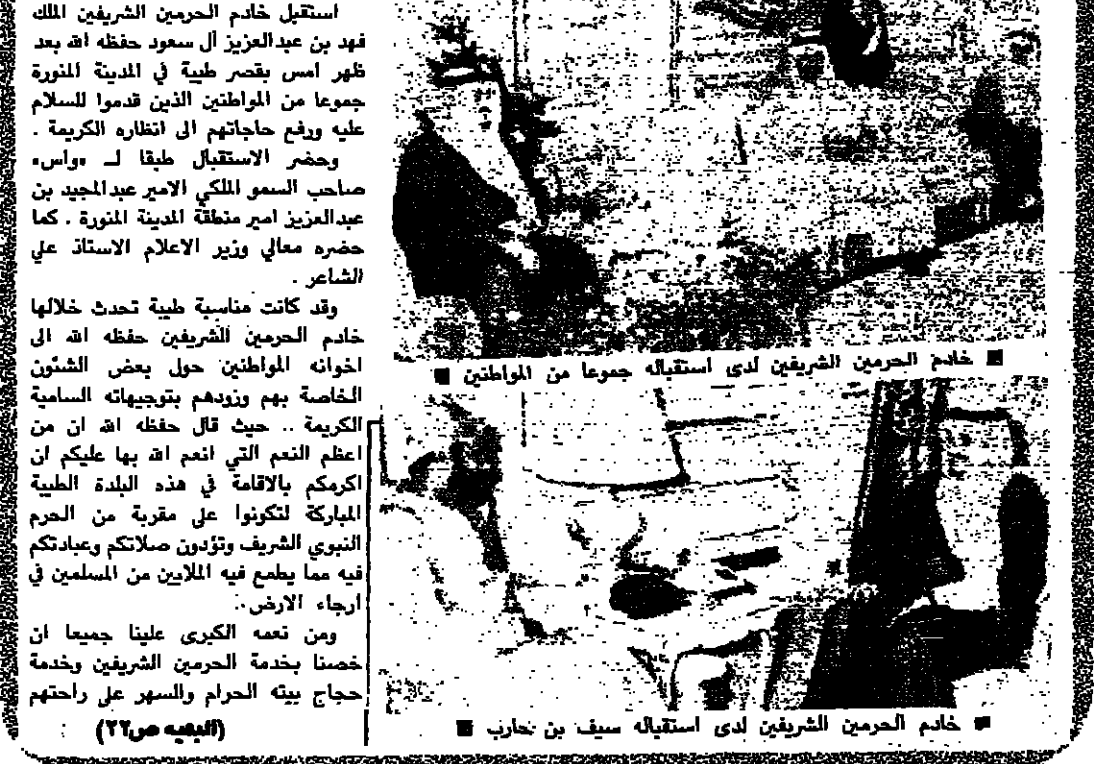 استقبل خادم الحرمين الشريفين الملك
فهد بن عبدالعزيز آل سعود حفظه الله بعد
ظهر امس بقصر طيبة في المدينة المنورة
جموعا من المواطنين الذين قدموا للسلام
عليه ورفع حاجاتهم الى انظاره الكريمة .
وحضر الاستقبال طبقا لـ «واس»
صاحب السمو الملكي الامير عبدالمجيد بن
عبدالعزيز امير منطقة المدينة المنورة . كما
حضره معالي وزير الاعلام الاستاذ علي
الشاعر .
وقد كانت مناسبة طيبة تحدث خلالها
خادم الحرمين الشريفين حفظه الله الى
اخوانه المواطنين حول بعض الشئون
الخاصة بهم وزودهم بتوجيهاته السامية
الكريمة .. حيث قال حفظه الله ان من
اعظم النعم التي انعم الله بها عليكم ان
اكرمكم بالاقامة في هذه البلدة الطيبة
المباركة لتكونوا على مقربة من الحرم
النبوي الشريف وتؤدون صلاتكم وعبادتكم
فيه مما يطمع فيه الملايين من المسلمين في
ارجاء الارض ..
ومن نعمه الكبرى علينا جميعا ان
خصنا بخدمة الحرمين الشريفين وخدمة
حجاج بيته الحرام والسهر على راحتهم
(البقيه ص٢٢)
خادم الحرمين الشريفين لدى استقباله جموعا من المواطنين
خادم الحرمين الشريفين لدى استقباله سيف بن حارب